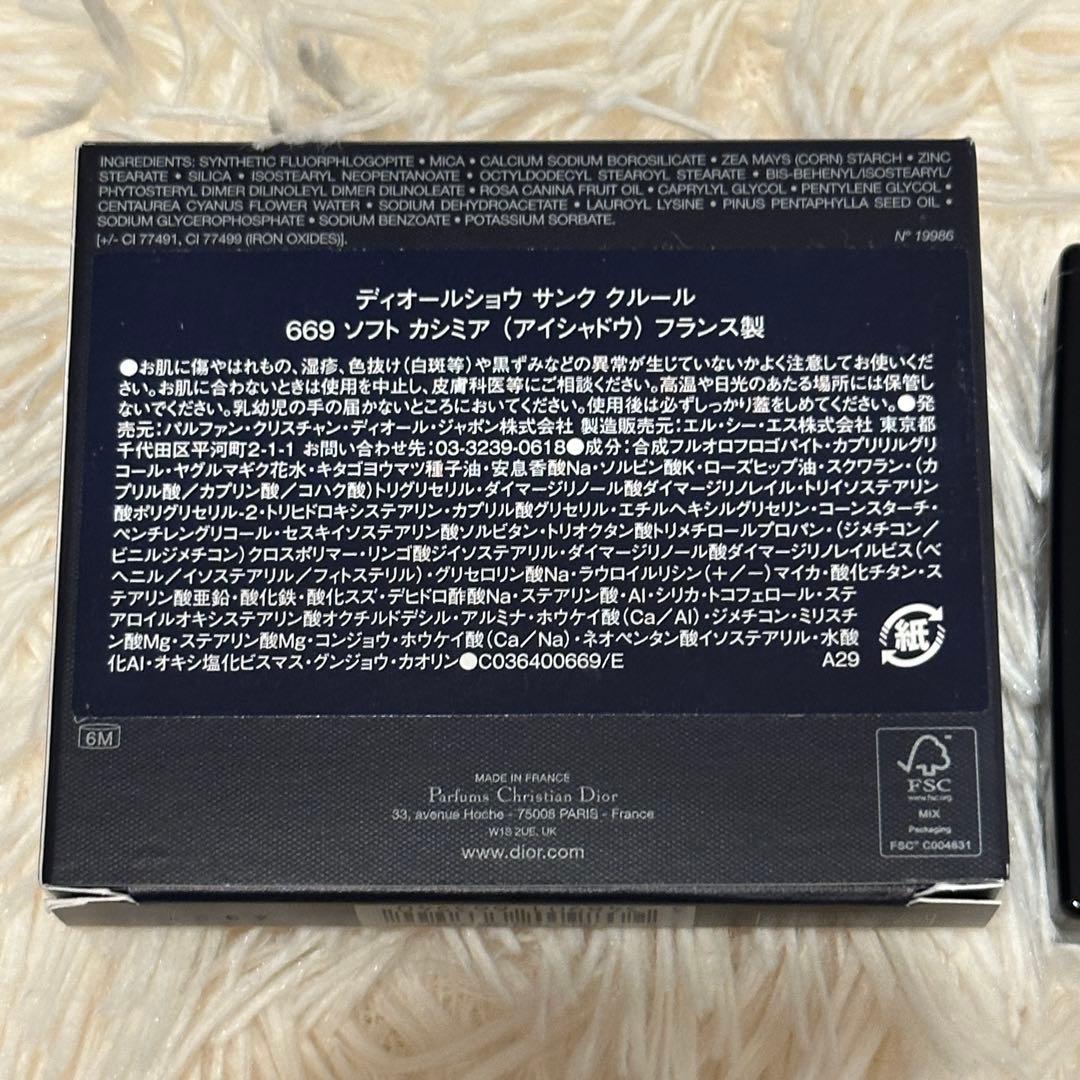 INGREDIENTS: SYNTHETIC FLUORPHLOGOPITE • MICA • CALCIUM SODIUM BOROSILICATE • ZEA MAYS (CORN) STARCH • ZINC
STEARATE • SILICA • ISOSTEARYL NEOPENTANOATE • OCTYLDODECYL STEAROYL STEARATE • BIS-BEHENYL/ISOSTEARYL/
PHYTOSTERYL DIMER DILINOLEYL DIMER DILINOLEATE • ROSA CANINA FRUIT OIL • CAPRYLYL GLYCOL • PENTYLENE GLYCOL •
CENTAUREA CYANUS FLOWER WATER • SODIUM DEHYDROACETATE • LAUROYL LYSINE • PINUS PENTAPHYLLA SEED OIL •
SODIUM GLYCEROPHOSPHATE • SODIUM BENZOATE • POTASSIUM SORBATE.
[+/- CI 77491, CI 77499 (IRON OXIDES)].
N° 19986
ディオールショウ サンク クルール
669 ソフト カシミア (アイシャドウ) フランス製
●お肌に傷やはれもの、湿疹、色抜け(白斑等)や黒ずみなどの異常が生じていないかよく注意してお使いくだ
さい。お肌に合わないときは使用を中止し、皮膚科医等にご相談ください。高温や日光のあたる場所には保管し
ないでください。乳幼児の手の届かないところにおいてください。使用後は必ずしっかり蓋をしめてください。●発
売元:パルファン・クリスチャン・ディオール・ジャポン株式会社 製造販売元:エル・シー・エス株式会社 東京都
千代田区平河町2-1-1 お問い合わせ先:03-3239-0618●成分:合成フルオロフロゴパイト・カプリリルグリ
コール・ヤグルマギク花水・キタゴヨウマツ種子油・安息香酸Na・ソルビン酸K・ローズヒップ油・スクワラン・(カ
プリル酸/カプリン酸/コハク酸)トリグリセリル・ダイマージリノール酸ダイマージリノレイル・トリイソステアリン
酸ポリグリセリル-2・トリヒドロキシステアリン・カプリル酸グリセリル・エチルヘキシルグリセリン・コーンスターチ・
ペンチレングリコール・セスキイソステアリン酸ソルビタン・トリオクタン酸トリメチロールプロパン・(ジメチコン/
ビニルジメチコン)クロスポリマー・リンゴ酸ジイソステアリル・ダイマージリノール酸ダイマージリノレイルビス(ベ
ヘニル/イソステアリル/フィトステリル)・グリセロリン酸Na・ラウロイルリシン(+/-)マイカ・酸化チタン・ス
テアリン酸亜鉛・酸化鉄・酸化スズ・デヒドロ酢酸Na・ステアリン酸・Al・シリカ・トコフェロール・ステ
アロイルオキシステアリン酸オクチルドデシル・アルミナ・ホウケイ酸(Ca/Al)・ジメチコン・ミリスチ
ン酸Mg・ステアリン酸Mg・コンジョウ・ホウケイ酸(Ca/Na)・ネオペンタン酸イソステアリル・水酸
化Al・オキシ塩化ビスマス・グンジョウ・カオリン●C036400669/E
A29
紙
6M
MADE IN FRANCE
Parfums Christian Dior
33, avenue Hoche - 75008 PARIS - France
W1S 2UE, UK
www.dior.com
FSC
www.fsc.org
MIX
Packaging
FSC™ C004631